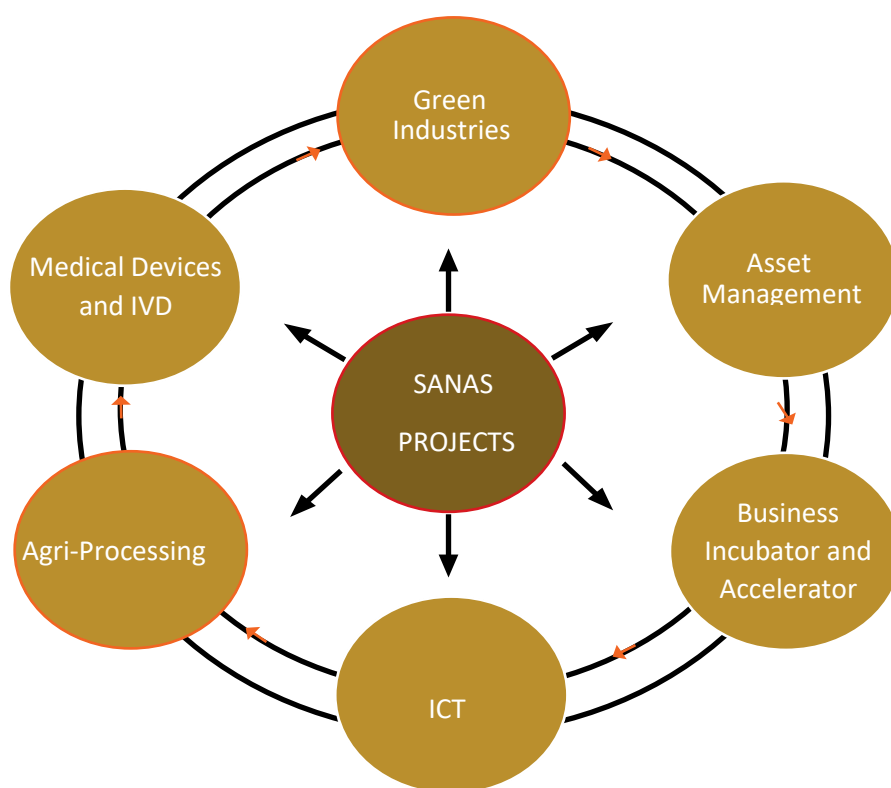 Green
Industries
Medical Devices
and IVD
Asset
Management
SANAS
PROJECTS
Agri-Processing
Business
Incubator and
Accelerator
ICT